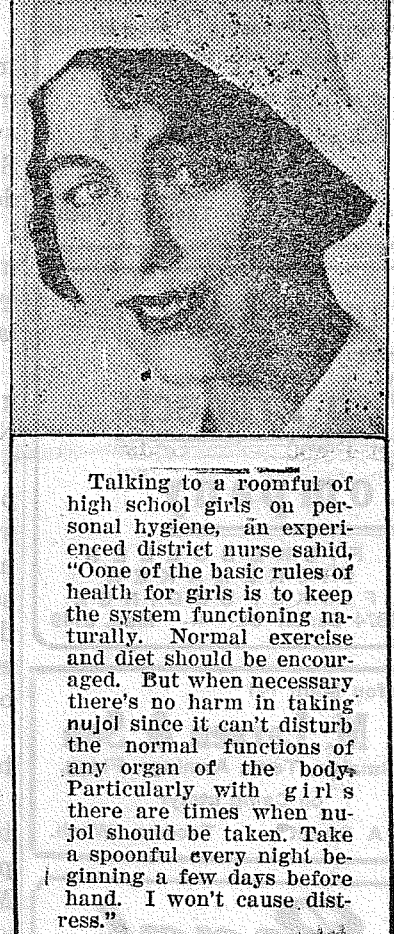 Talking to a roomful of
high school girls on per-
sonal hygiene, an experi-
enced district nurse sahid,
"Oone of the basic rules of
health for girls is to keep
the system functioning na-
turally. Normal exercise
and diet should be encour-
aged. But when necessary
there's no harm in taking
nujol since it can't disturb
the normal functions of
any organ of the body.
Particularly with girls
there are times when nu-
jol should be taken. Take
a spoonful every night be-
ginning a few days before
hand. I won't cause dist-
ress."